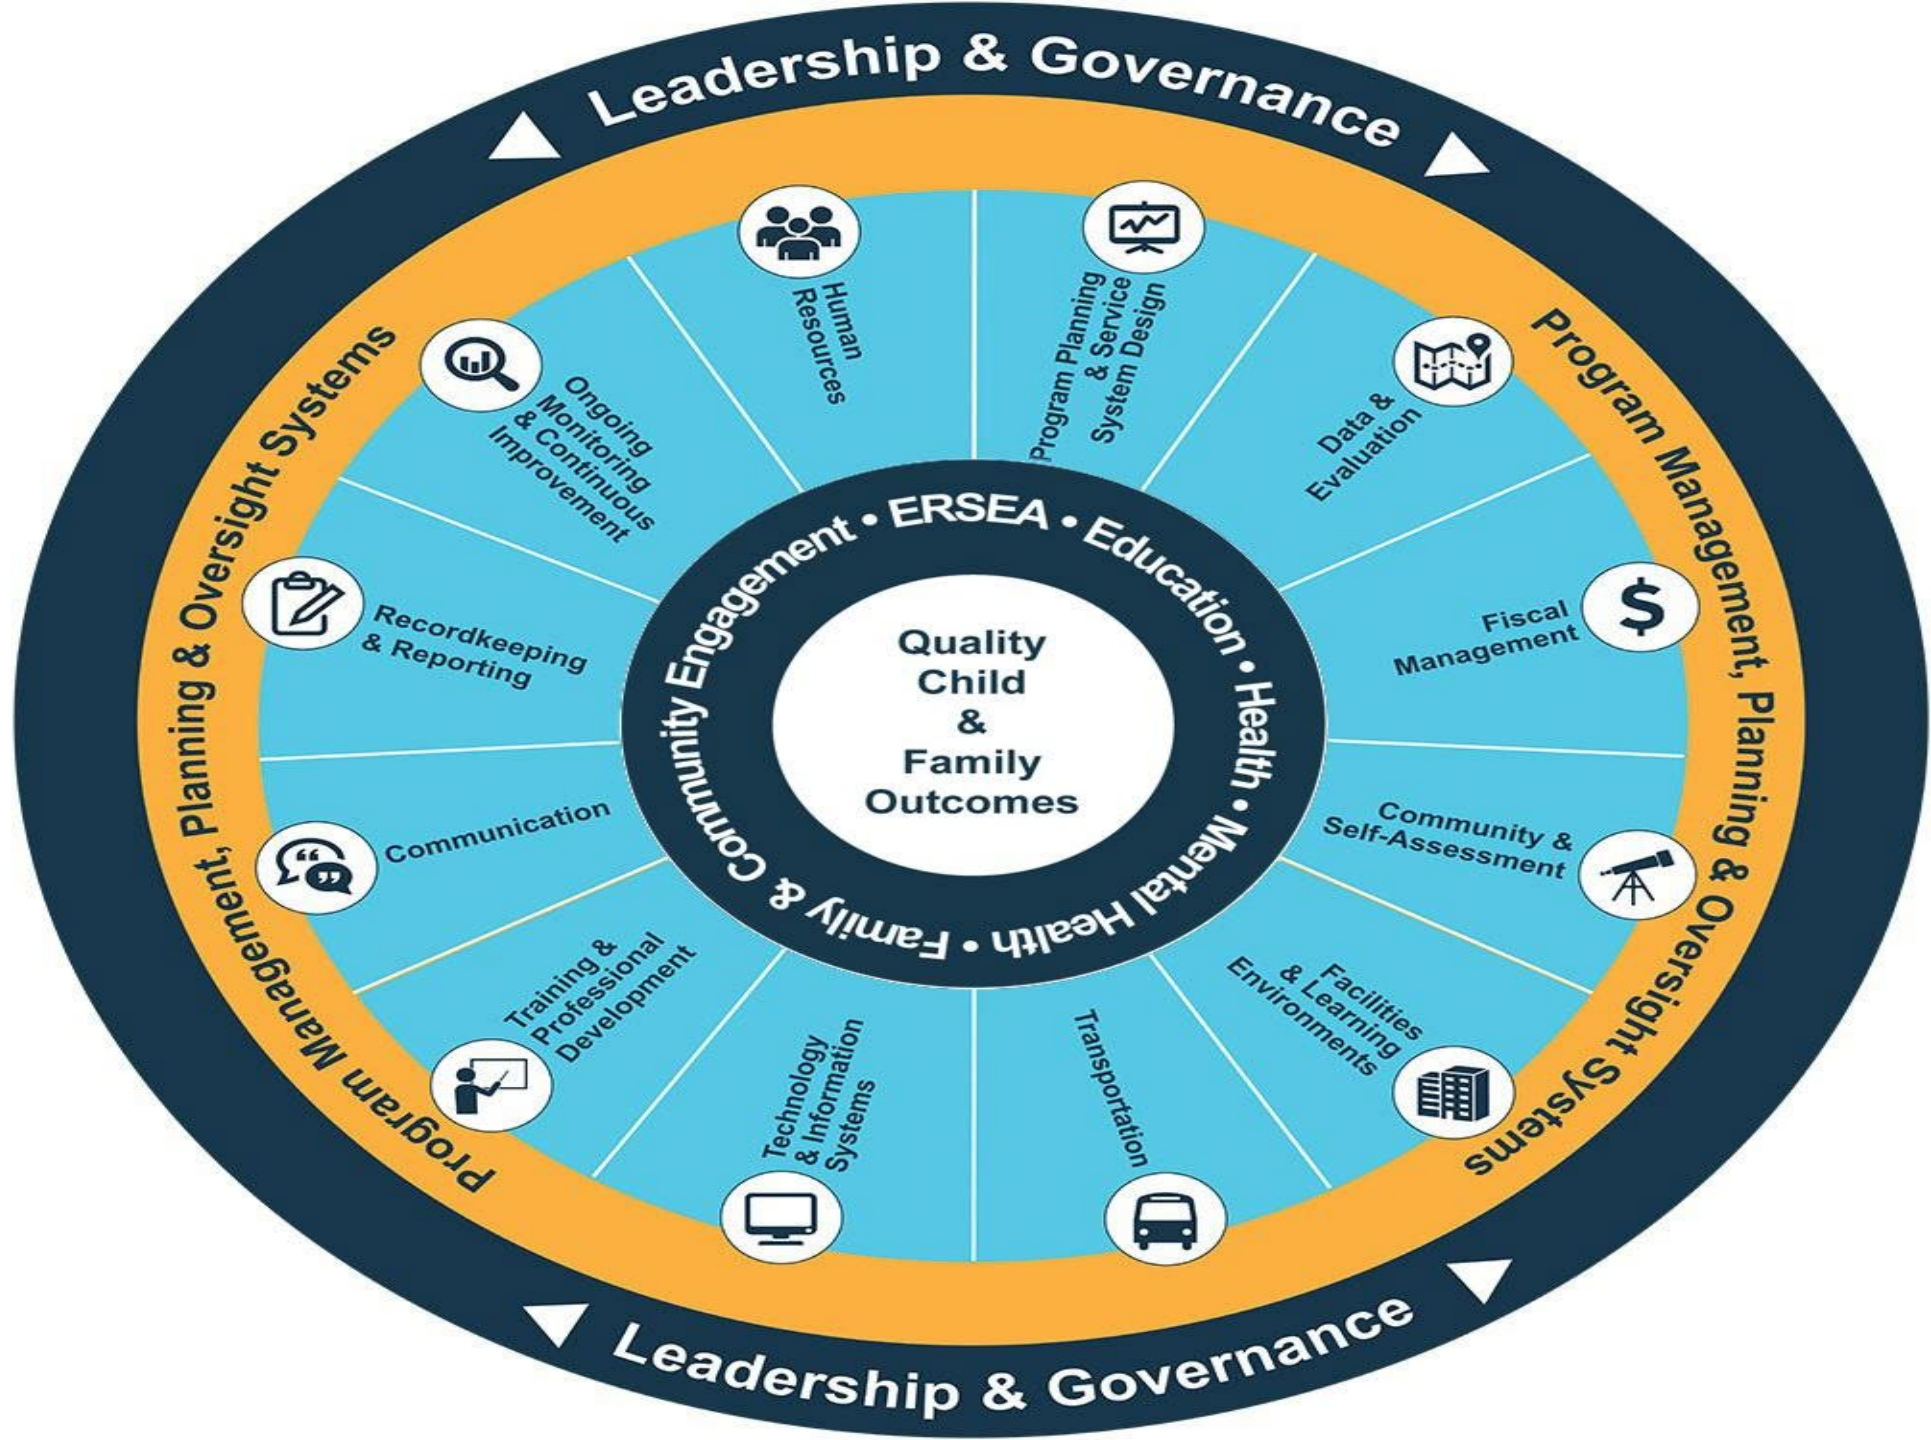 Leadership & Governance
Program Management, Planning & Oversight Systems
Program Management, Planning & Oversight Systems
Program Planning
& Service
System Design
Data &
Evaluation
$
Fiscal
Management
Community &
Self-Assessment
Facilities
& Learning
Environments
Transportation
Technology
& Information
Systems
Training &
Professional
Development
Communication
Recordkeeping
& Reporting
Ongoing
Monitoring
& Continuous
Improvement
Human
Resources
ERSEA • Education • Health • Mental Health • Family & Community Engagement •
Quality
Child
&
Family
Outcomes
Leadership & Governance